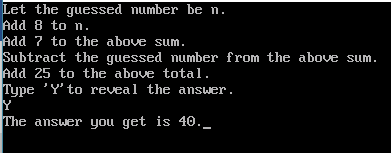 Let the guessed number be n.
Add 8 to n.
Add 7 to the above sum.
Subtract the guessed number from the above sum.
Add 25 to the above total.
Type 'Y'to reveal the answer.
Y
The answer you get is 40._